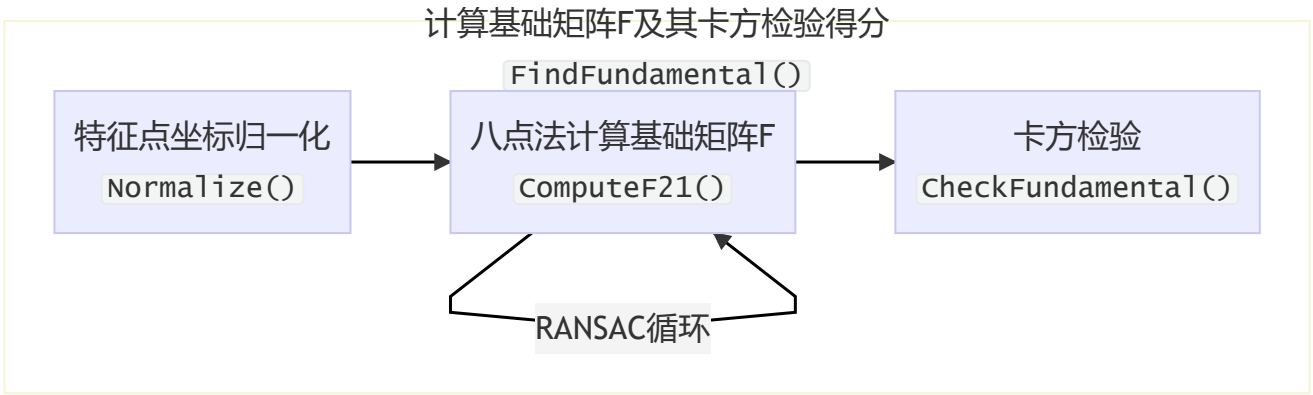 计算基础矩阵F及其卡方检验得分
FindFundamental()
特征点坐标归一化
Normalize()
八点法计算基础矩阵F
ComputeF21()
卡方检验
CheckFundamental()
RANSAC循环